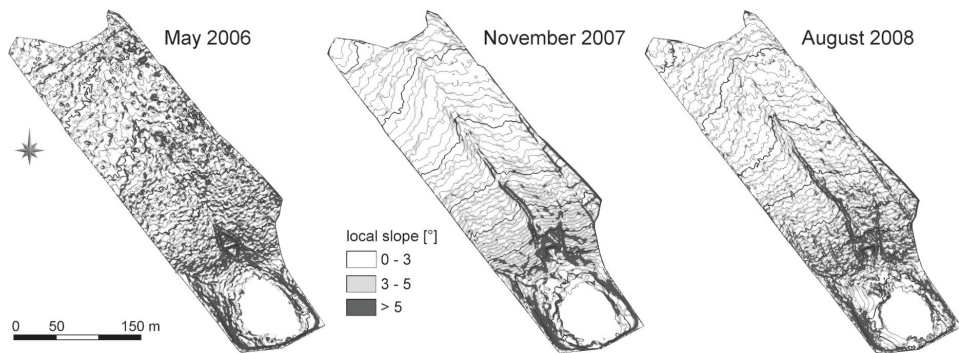 May 2006
November 2007
August 2008
local slope [°]
0 - 3
3 - 5
> 5
0 50 150 m